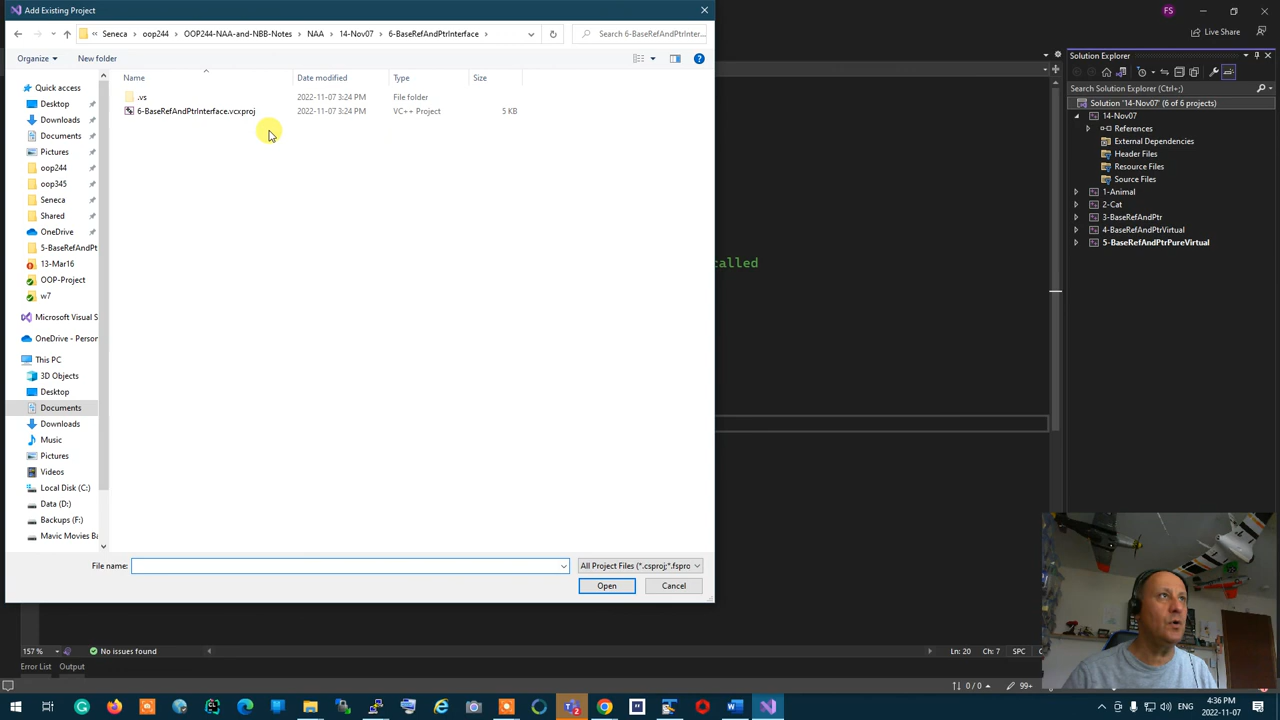 Add Existing Project
Seneca > oop244 > OOP244-NAA-and-NBB-Notes > NAA > 14-Nov07 > 6-BaseRefAndPtrInterface
Search 6-BaseRefAndPtrInter...
FS
Live Share
Organize
New folder
Name
Date modified
Type
Size
.vs
2022-11-07 3:24 PM
File folder
6-BaseRefAndPtrInterface.vcxproj
2022-11-07 3:24 PM
VC++ Project
5 KB
Quick access
Desktop
Downloads
Documents
Pictures
oop244
oop345
Seneca
Shared
OneDrive
5-BaseRefAndPt
13-Mar16
OOP-Project
w7
Microsoft Visual S
OneDrive - Person
This PC
3D Objects
Desktop
Documents
Downloads
Music
Pictures
Videos
Local Disk (C:)
Data (D:)
Backups (F:)
Mavic Movies Ba
File name:
All Project Files (*.csproj;*.fspro
Open
Cancel
called
Solution Explorer
Search Solution Explorer (Ctrl+;)
Solution '14-Nov07' (6 of 6 projects)
14-Nov07
References
External Dependencies
Header Files
Resource Files
Source Files
1-Animal
2-Cat
3-BaseRefAndPtr
4-BaseRefAndPtrVirtual
5-BaseRefAndPtrPureVirtual
157 %
No issues found
Ln: 20
Ch: 7
SPC
Error List
Output
0 / 0
99+
4:36 PM
2022-11-07